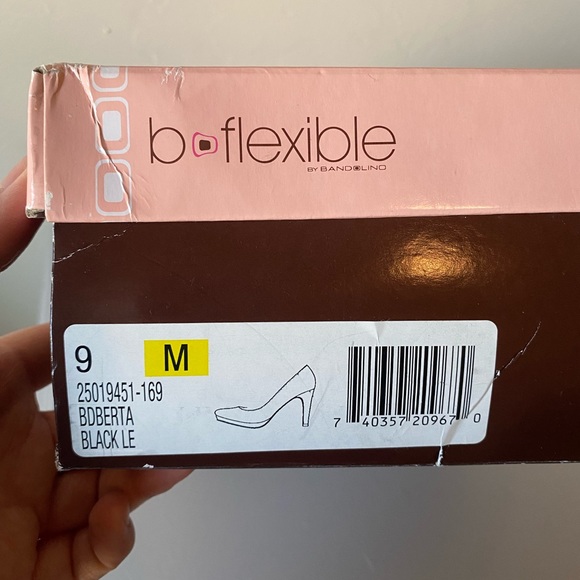 b flexible
BY BANDOLINO
9 M
25019451-169
BDBERTA
BLACK LE
7 40357 20967 0